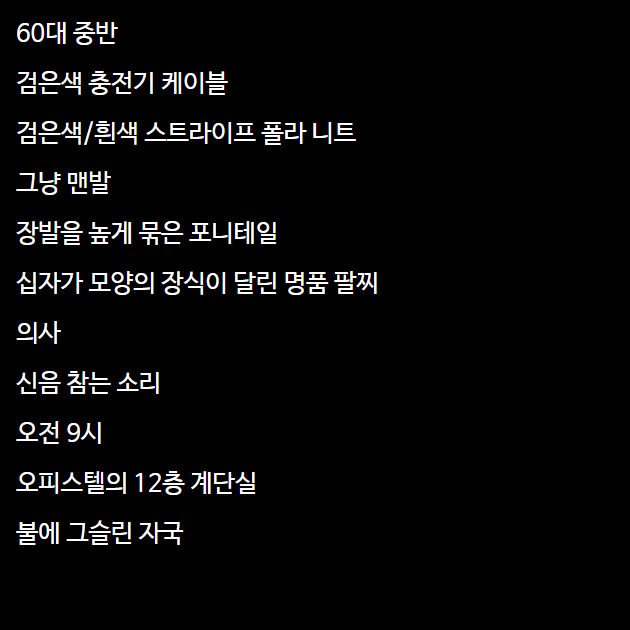 60대 중반
검은색 충전기 케이블
검은색/흰색 스트라이프 폴라 니트
그냥 맨발
장발을 높게 묶은 포니테일
십자가 모양의 장식이 달린 명품 팔찌
의사
신음 참는 소리
오전 9시
오피스텔의 12층 계단실
불에 그슬린 자국